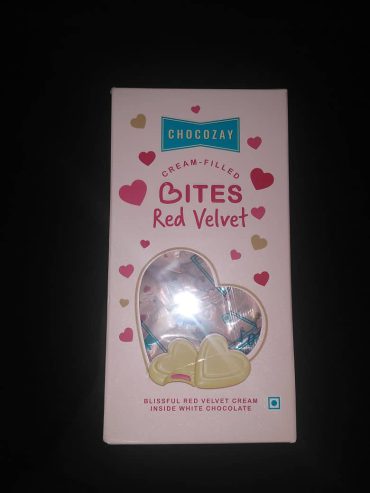 CHOCOZAY
CREAM-FILLED
BITES
Red Velvet
BLISSFUL RED VELVET CREAM
INSIDE WHITE CHOCOLATE